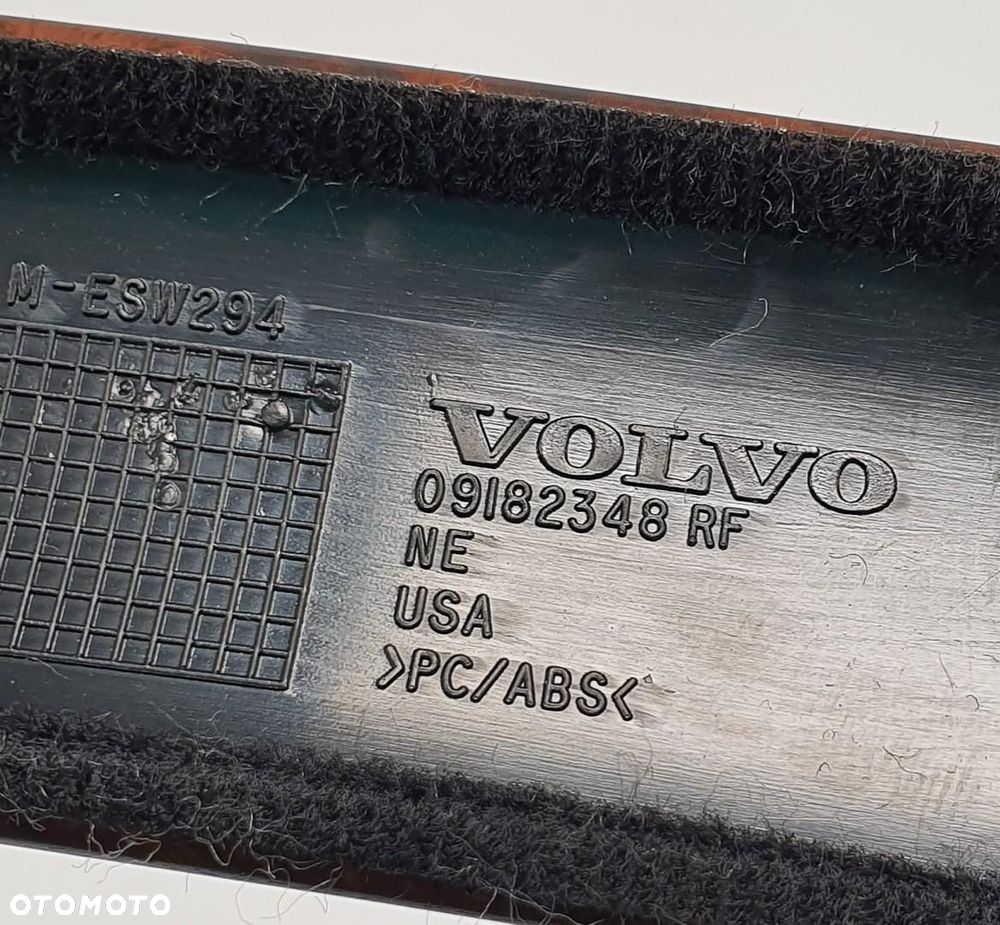 M-ESW294
VOLVO
09182348 RF
NE
USA
>PC/ABS<
OTOMOTO